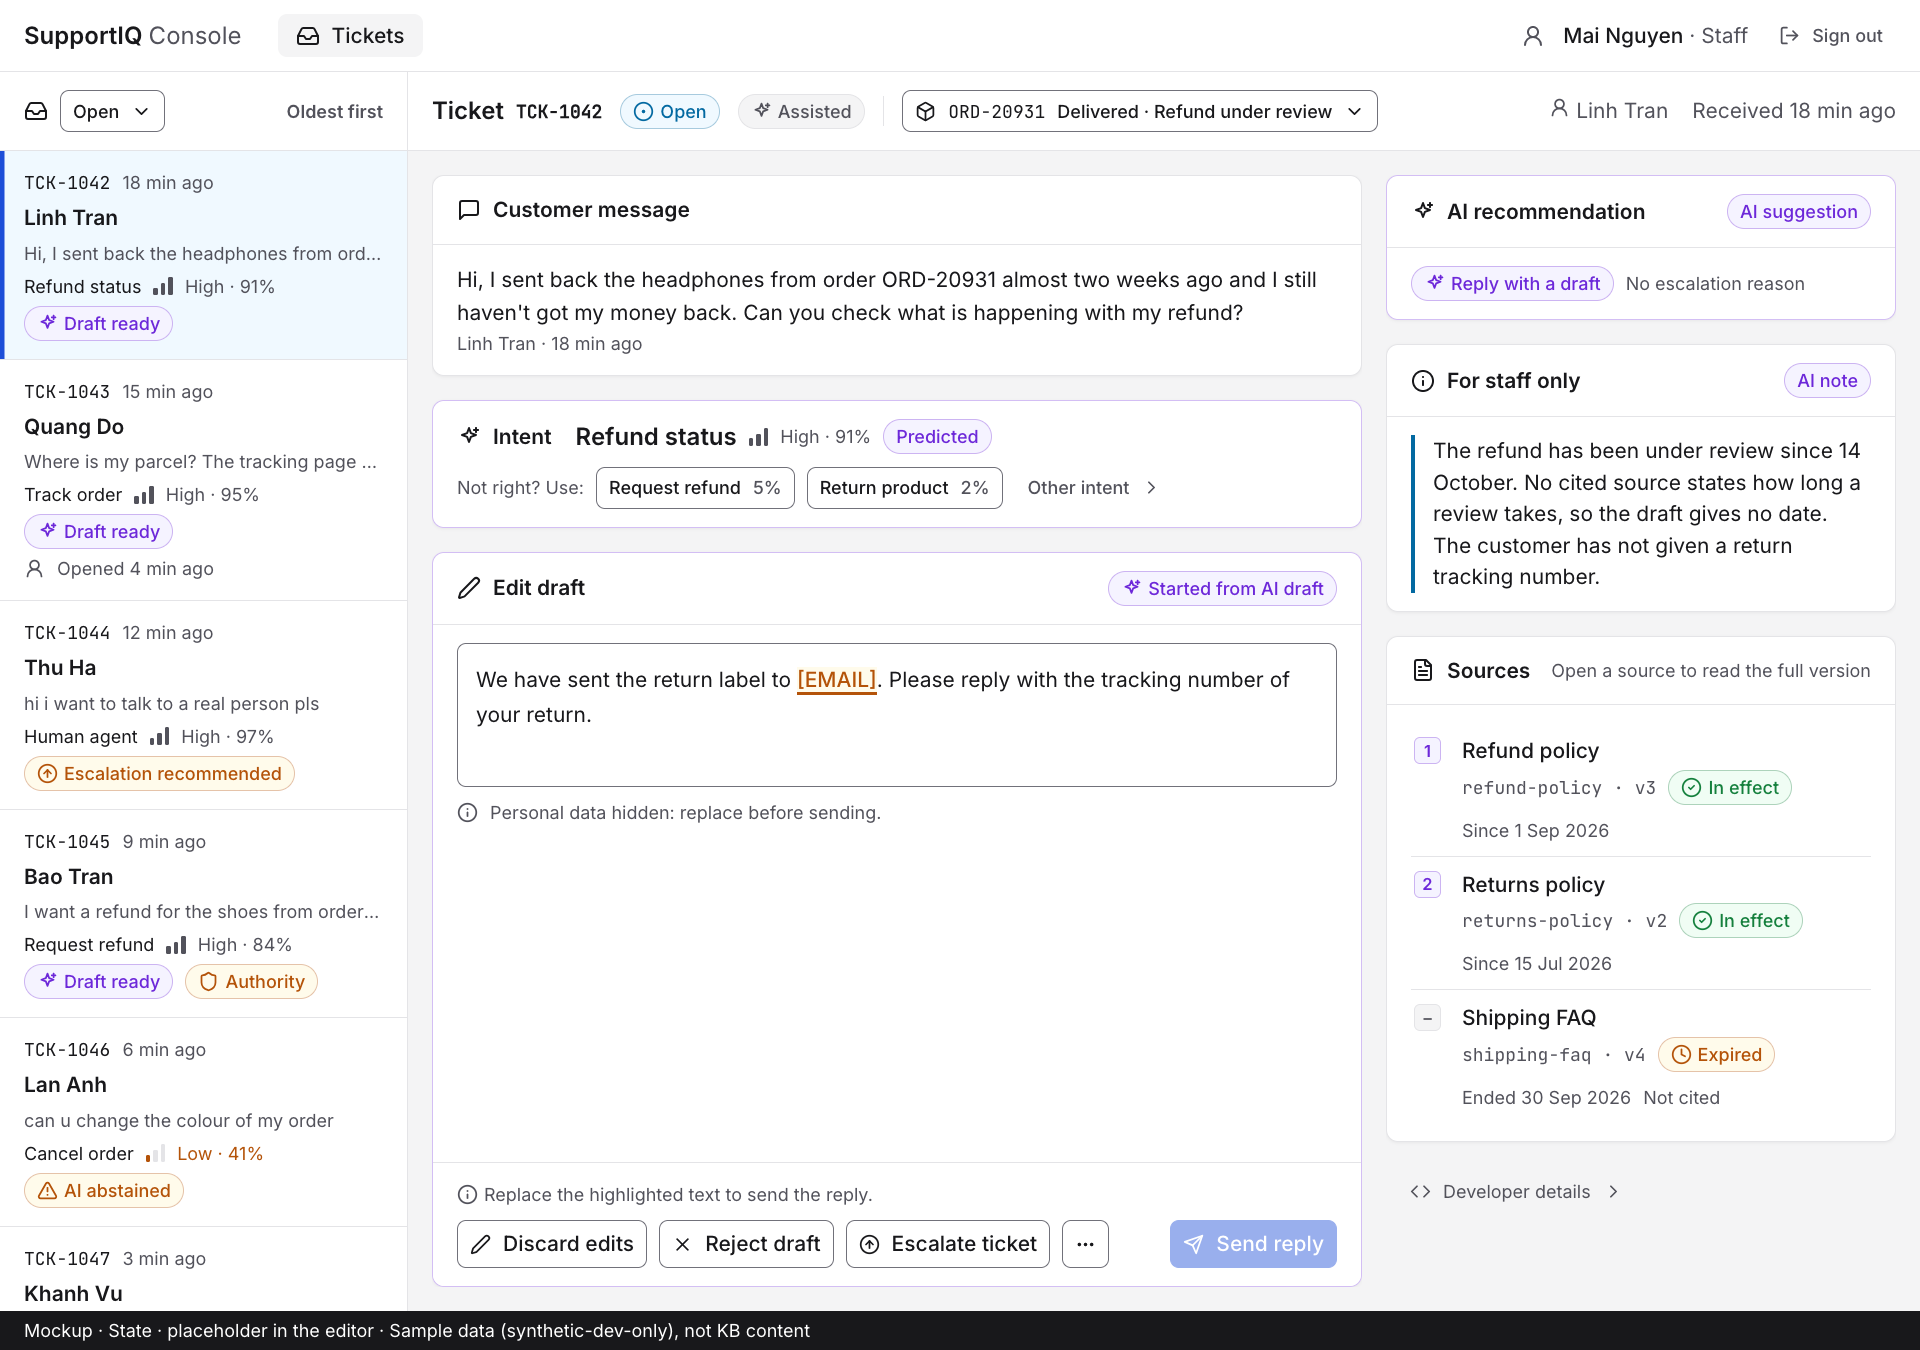 SupportIQ Console
Tickets
Mai Nguyen · Staff
Sign out
Open
Oldest first
TCK-1042 18 min ago
Linh Tran
Hi, I sent back the headphones from ord...
Refund status High · 91%
Draft ready
TCK-1043 15 min ago
Quang Do
Where is my parcel? The tracking page ...
Track order High · 95%
Draft ready
Opened 4 min ago
TCK-1044 12 min ago
Thu Ha
hi i want to talk to a real person pls
Human agent High · 97%
Escalation recommended
TCK-1045 9 min ago
Bao Tran
I want a refund for the shoes from order...
Request refund High · 84%
Draft ready Authority
TCK-1046 6 min ago
Lan Anh
can u change the colour of my order
Cancel order Low · 41%
AI abstained
TCK-1047 3 min ago
Khanh Vu
Ticket TCK-1042 Open Assisted
ORD-20931 Delivered · Refund under review
Linh Tran Received 18 min ago
Customer message
Hi, I sent back the headphones from order ORD-20931 almost two weeks ago and I still
haven't got my money back. Can you check what is happening with my refund?
Linh Tran · 18 min ago
Intent Refund status High · 91% Predicted
Not right? Use: Request refund 5% Return product 2% Other intent
Edit draft
Started from AI draft
We have sent the return label to [EMAIL]. Please reply with the tracking number of
your return.
Personal data hidden: replace before sending.
Replace the highlighted text to send the reply.
Discard edits Reject draft Escalate ticket ... Send reply
AI recommendation AI suggestion
Reply with a draft No escalation reason
For staff only AI note
The refund has been under review since 14
October. No cited source states how long a
review takes, so the draft gives no date.
The customer has not given a return
tracking number.
Sources Open a source to read the full version
1 Refund policy
refund-policy · v3 In effect
Since 1 Sep 2026
2 Returns policy
returns-policy · v2 In effect
Since 15 Jul 2026
– Shipping FAQ
shipping-faq · v4 Expired
Ended 30 Sep 2026 Not cited
Developer details
Mockup · State · placeholder in the editor · Sample data (synthetic-dev-only), not KB content